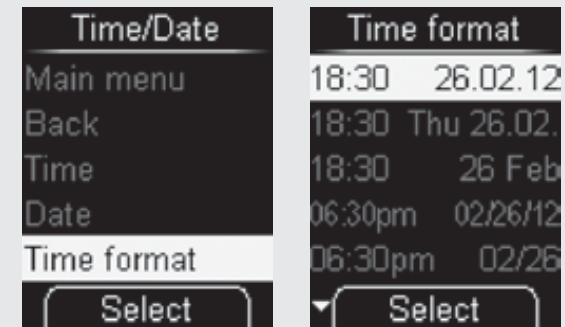 Time/Date
Main menu
Back
Time
Date
Time format
Select
Time format
18:30 26.02.12
18:30 Thu 26.02.
18:30 26 Feb
06:30pm 02/26/12
06:30pm 02/26
Select